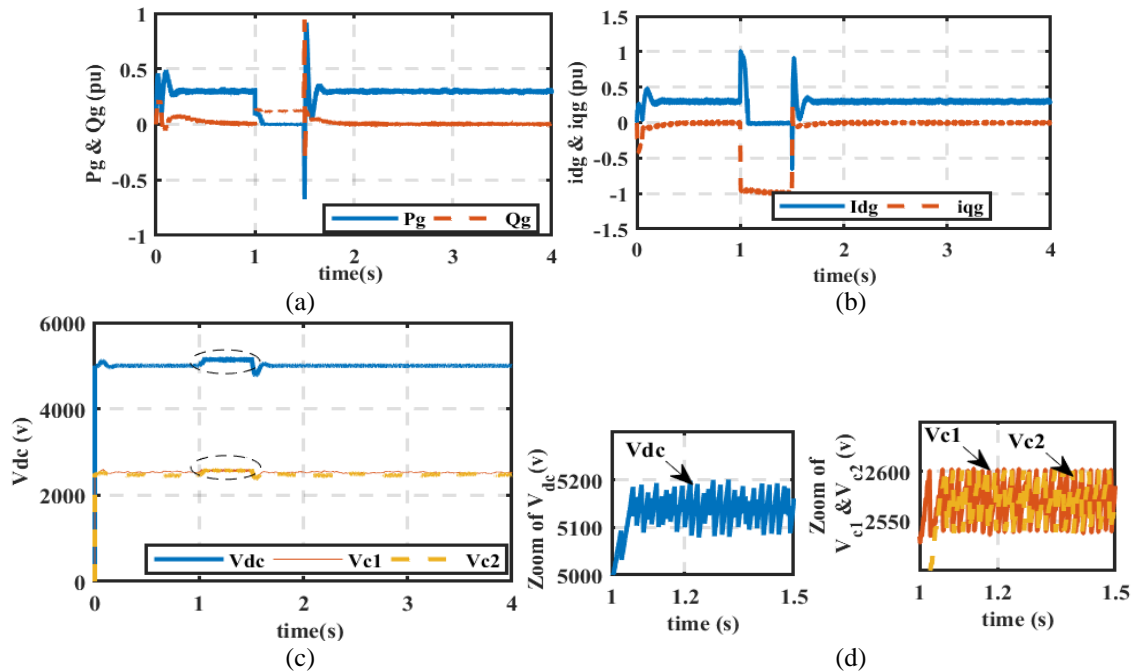 Pg & Qg (pu)
1
0.5
0
-0.5
-1
Pg Qg
0 1 2 3 4
time(s)
(a)
idg & iqg (pu)
1.5
1
0.5
0
-0.5
-1
-1.5
Idg iqg
0 1 2 3 4
time(s)
(b)
Vdc (v)
6000
4000
2000
0
Vdc Vc1 Vc2
0 1 2 3 4
time(s)
(c)
Zoom of Vdc (v)
Vdc
5200
5100
5000
1 1.2 1.5
time (s)
Zoom of
Vc1 &Vc2 (v)
Vc1 Vc2
2600
2550
1 1.2 1.5
time (s)
(d)